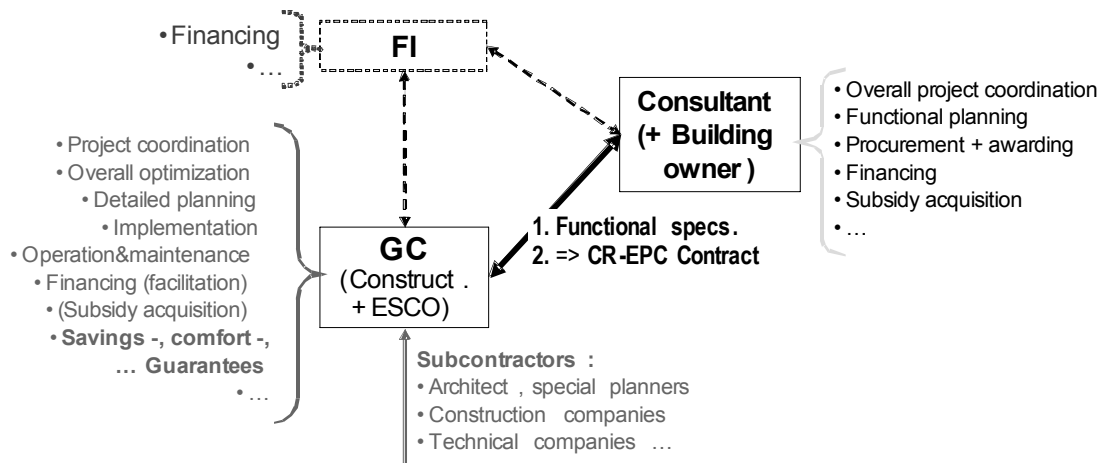 • Financing
• ...
FI
Consultant
(+ Building
owner )
• Overall project coordination
• Functional planning
• Procurement + awarding
• Financing
• Subsidy acquisition
• ...
• Project coordination
• Overall optimization
• Detailed planning
• Implementation
• Operation&maintenance
• Financing (facilitation)
• (Subsidy acquisition)
• Savings -, comfort -,
... Guarantees
• ...
GC
(Construct .
+ ESCO)
1. Functional specs.
2. => CR-EPC Contract
Subcontractors :
• Architect , special planners
• Construction companies
• Technical companies ...